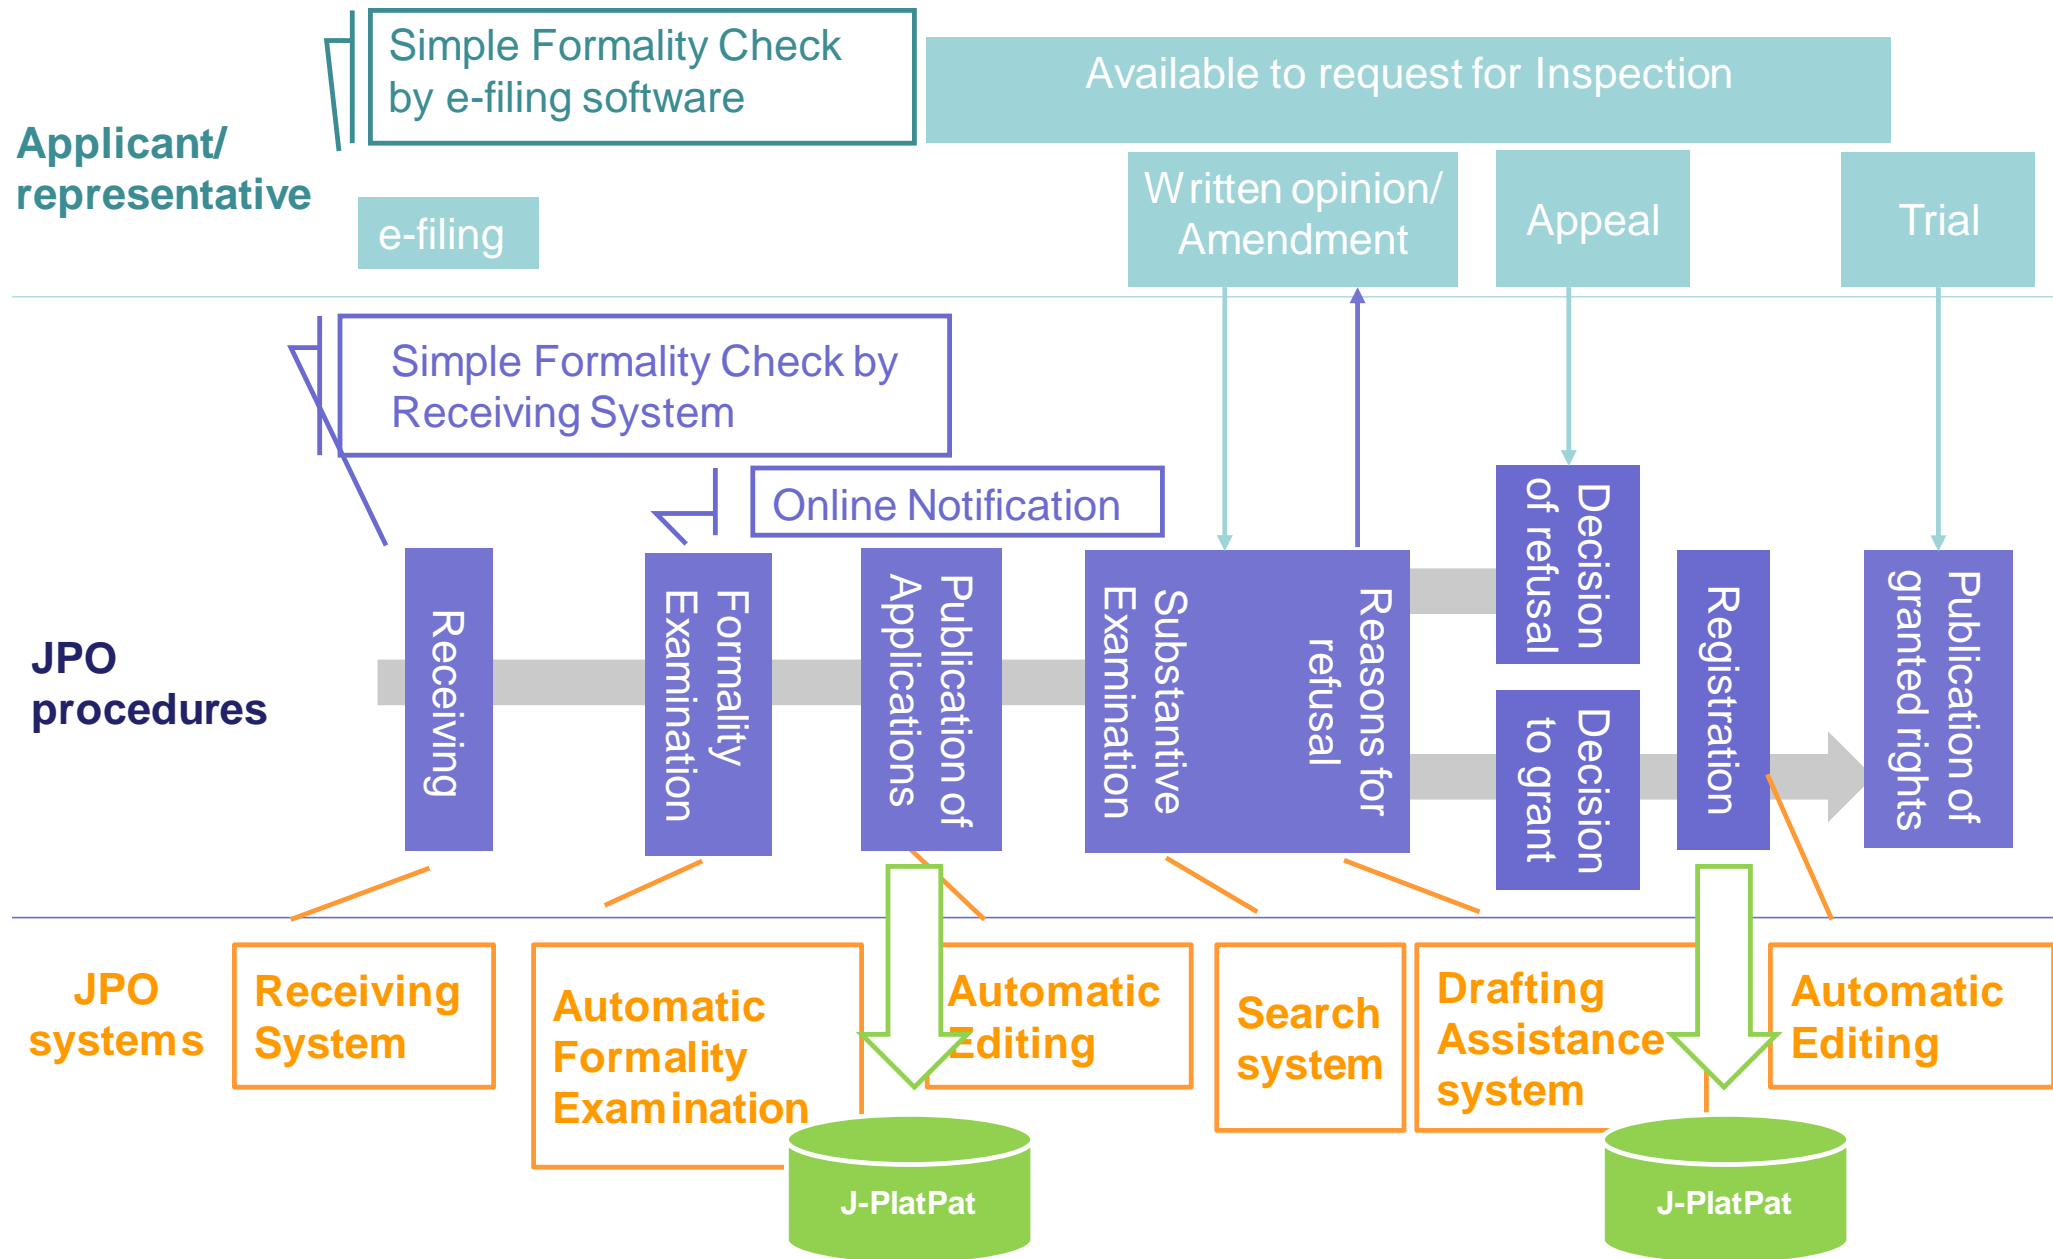 Simple Formality Check
by e-filing software
Available to request for Inspection
Applicant/
representative
e-filing
Written opinion/
Amendment
Appeal
Trial
Simple Formality Check by
Receiving System
Online Notification
JPO
procedures
Receiving
Formality
Examination
Publication of
Applications
Substantive
Examination
Reasons for
refusal
Decision
of refusal
Decision
to grant
Registration
Publication of
granted rights
JPO
systems
Receiving
System
Automatic
Formality
Examination
Automatic
Editing
Search
system
Drafting
Assistance
system
Automatic
Editing
J-PlatPat
J-PlatPat